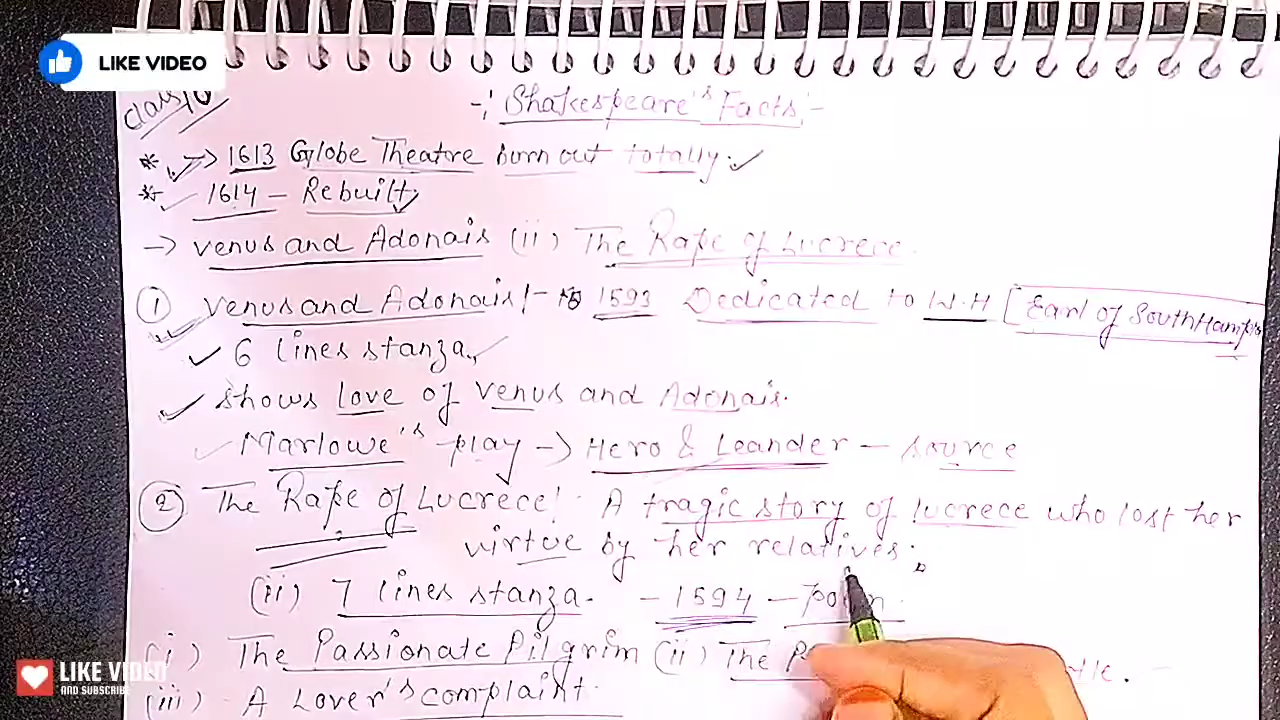 LIKE VIDEO
Class 10
-: Shakespeare's Facts:-
* => 1613 Globe Theatre burn out totally.
* 1614 - Rebuilt
-> Venus and Adonais (ii) The Rape of Lucrece.
① Venus and Adonais!- 1593 Dedicated to W.H [Earl of SouthHampton
6 lines stanza.
shows love of Venus and Adonais.
Marlowe's play -> Hero & Leander - source
② The Rape of Lucrece! A tragic story of lucrece who lost her
virtue by her relatives.
(ii) 7 lines stanza. - 1594 - poem.
(i) The Passionate Pilgrim (ii) The
(iii) A Lover's complaint.
LIKE VIDEO
AND SUBSCRIBE